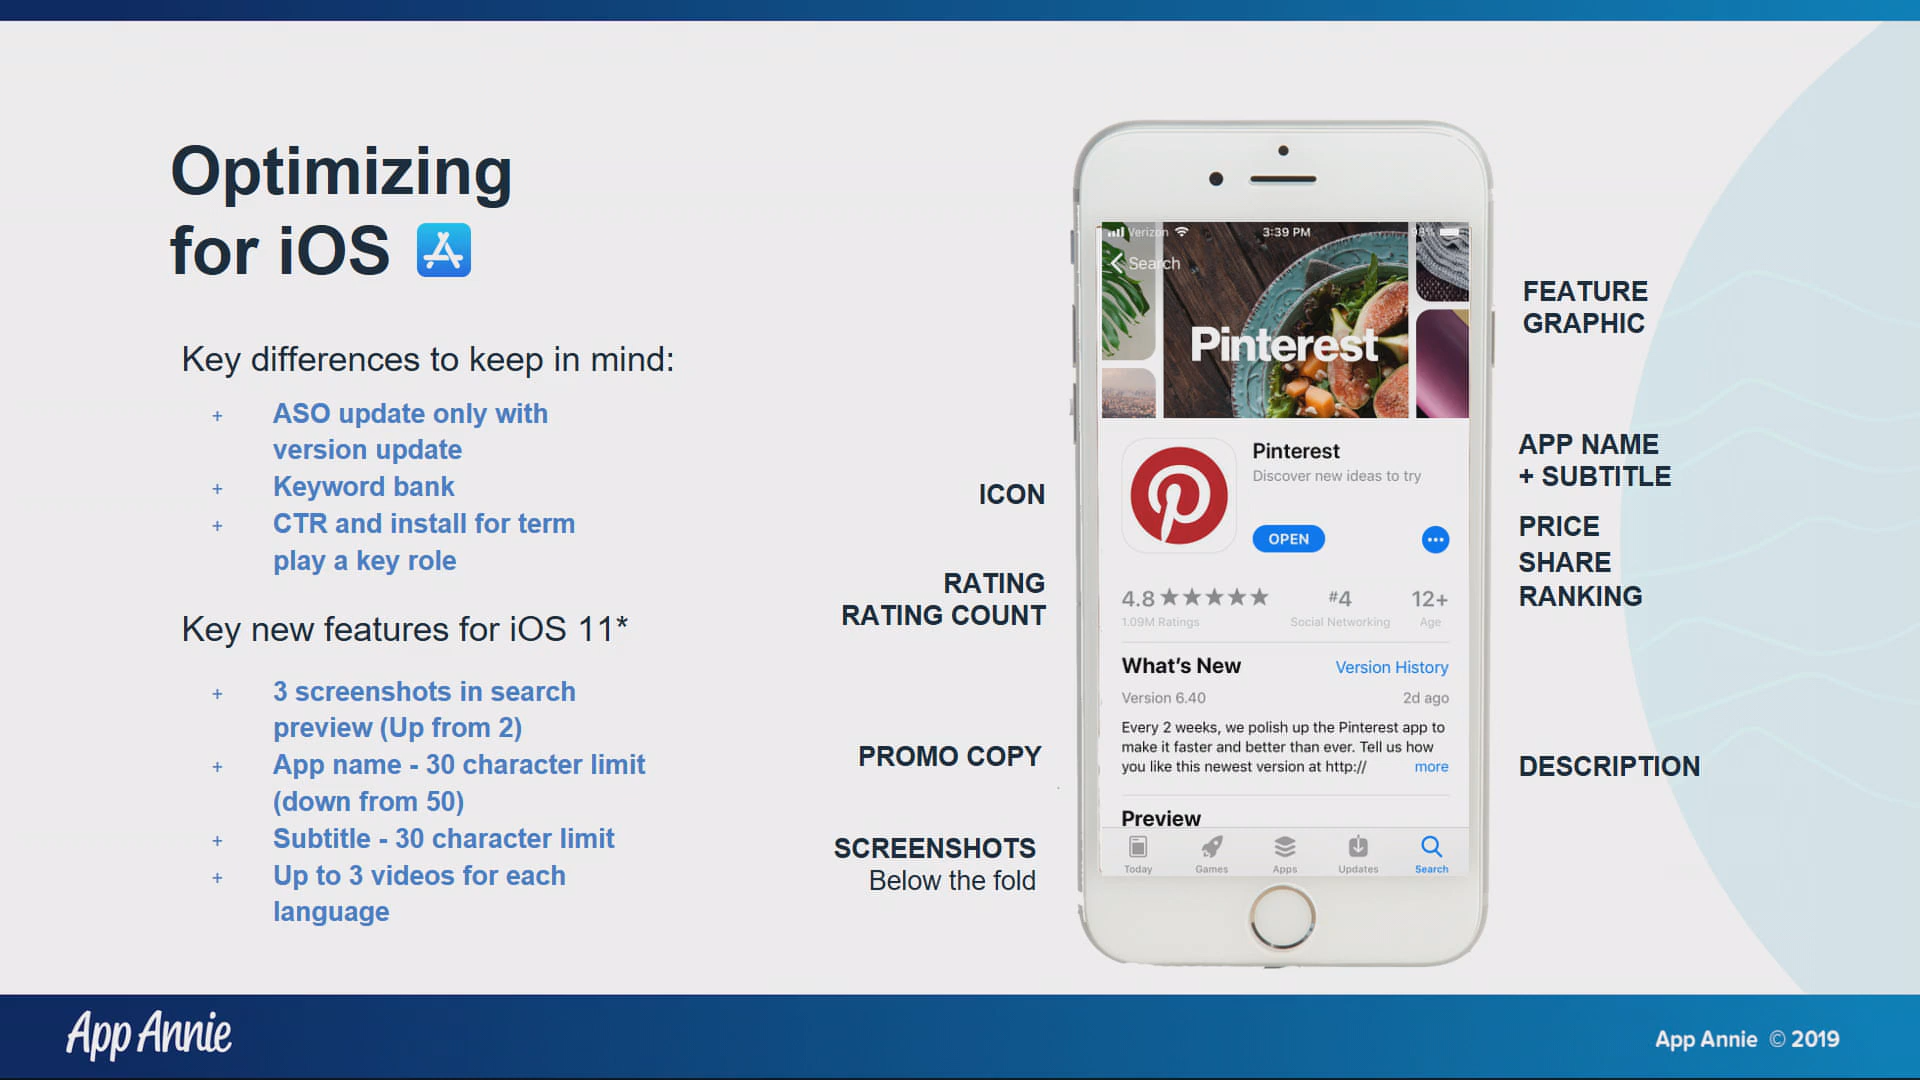 Optimizing
for iOS
Key differences to keep in mind:
+ ASO update only with
version update
+ Keyword bank
+ CTR and install for term
play a key role
Key new features for iOS 11*
+ 3 screenshots in search
preview (Up from 2)
+ App name - 30 character limit
(down from 50)
+ Subtitle - 30 character limit
+ Up to 3 videos for each
language
ICON
RATING
RATING COUNT
PROMO COPY
SCREENSHOTS
Below the fold
Verizon 3:39 PM 98%
Search
Pinterest
Pinterest
Discover new ideas to try
OPEN
4.8 #4 12+
1.09M Ratings Social Networking Age
What's New Version History
Version 6.40 2d ago
Every 2 weeks, we polish up the Pinterest app to
make it faster and better than ever. Tell us how
you like this newest version at http:// more
Preview
Today Games Apps Updates Search
FEATURE
GRAPHIC
APP NAME
+ SUBTITLE
PRICE
SHARE
RANKING
DESCRIPTION
App Annie
App Annie © 2019